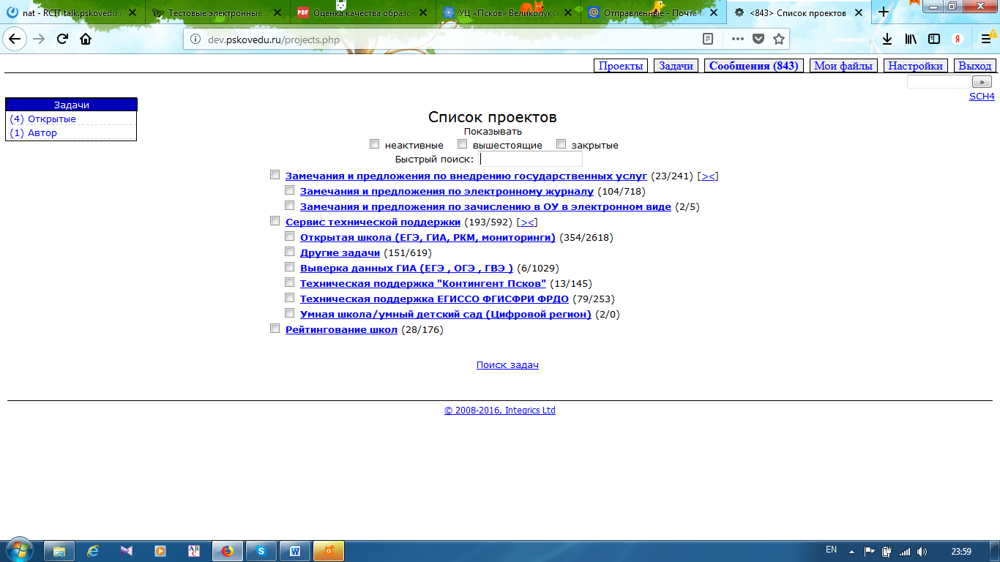 nat - RCIT.talk.pskovedu.
Тестовые электронные
Оценка качества образов
УЦ «Псков» Великолукск
Отправленные - Почта
<843> Список проектов
dev.pskovedu.ru/projects.php
Проекты Задачи Сообщения (843) Мои файлы Настройки Выход
»
SCH4
Задачи
(4) Открытые
(1) Автор
Список проектов
Показывать
неактивные вышестоящие закрытые
Быстрый поиск:
Замечания и предложения по внедрению государственных услуг (23/241) [><]
Замечания и предложения по электронному журналу (104/718)
Замечания и предложения по зачислению в ОУ в электронном виде (2/5)
Сервис технической поддержки (193/592) [><]
Открытая школа (ЕГЭ, ГИА, РКМ, мониторинги) (354/2618)
Другие задачи (151/619)
Выверка данных ГИА (ЕГЭ , ОГЭ , ГВЭ ) (6/1029)
Техническая поддержка "Контингент Псков" (13/145)
Техническая поддержка ЕГИССО ФГИСФРИ ФРДО (79/253)
Умная школа/умный детский сад (Цифровой регион) (2/0)
Рейтингование школ (28/176)
Поиск задач
© 2008-2016, Integrics Ltd
EN 23:59